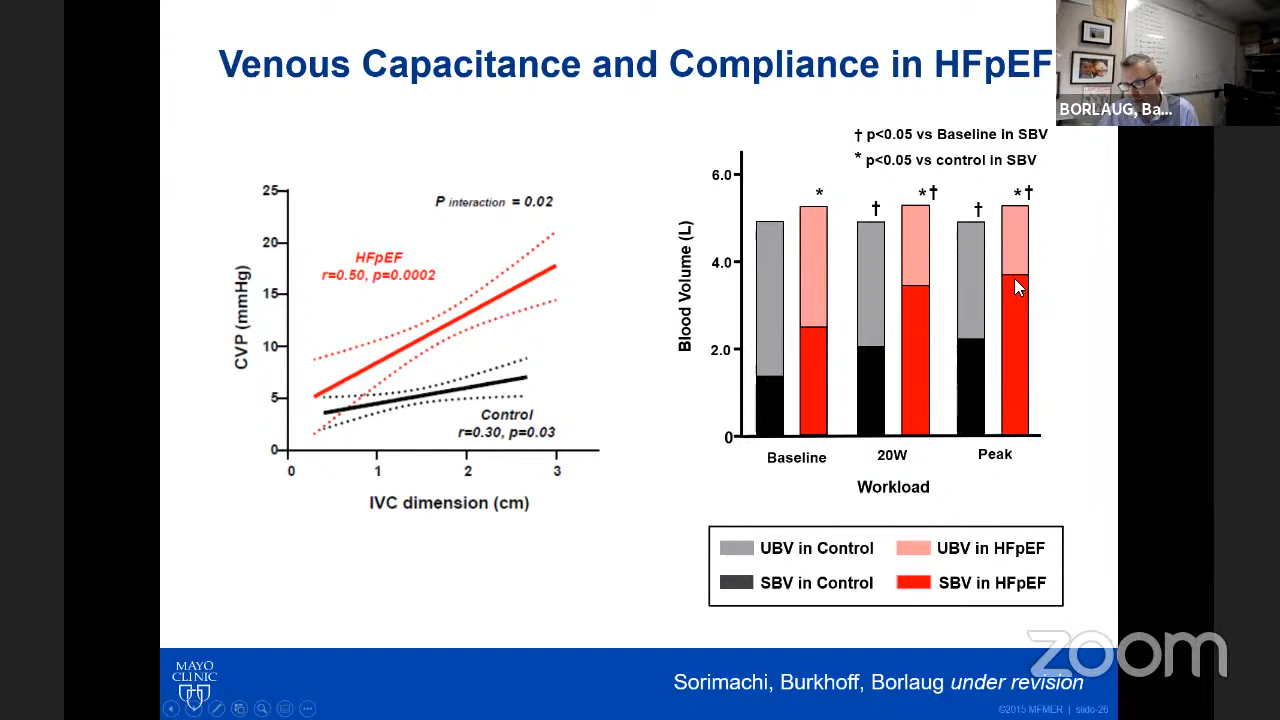 Venous Capacitance and Compliance in HFpEF
BORLAUG, Ba...
† p<0.05 vs Baseline in SBV
* p<0.05 vs control in SBV
P interaction = 0.02
HFpEF
r=0.50, p=0.0002
Control
r=0.30, p=0.03
CVP (mmHg)
25
20
15
10
5
0
0
1
2
3
IVC dimension (cm)
Blood Volume (L)
6.0
4.0
2.0
0
*
†
*†
†
*†
Baseline
20W
Peak
Workload
UBV in Control
UBV in HFpEF
SBV in Control
SBV in HFpEF
zoom
MAYO
CLINIC
Sorimachi, Burkhoff, Borlaug under revision
©2015 MFMER | slide-26